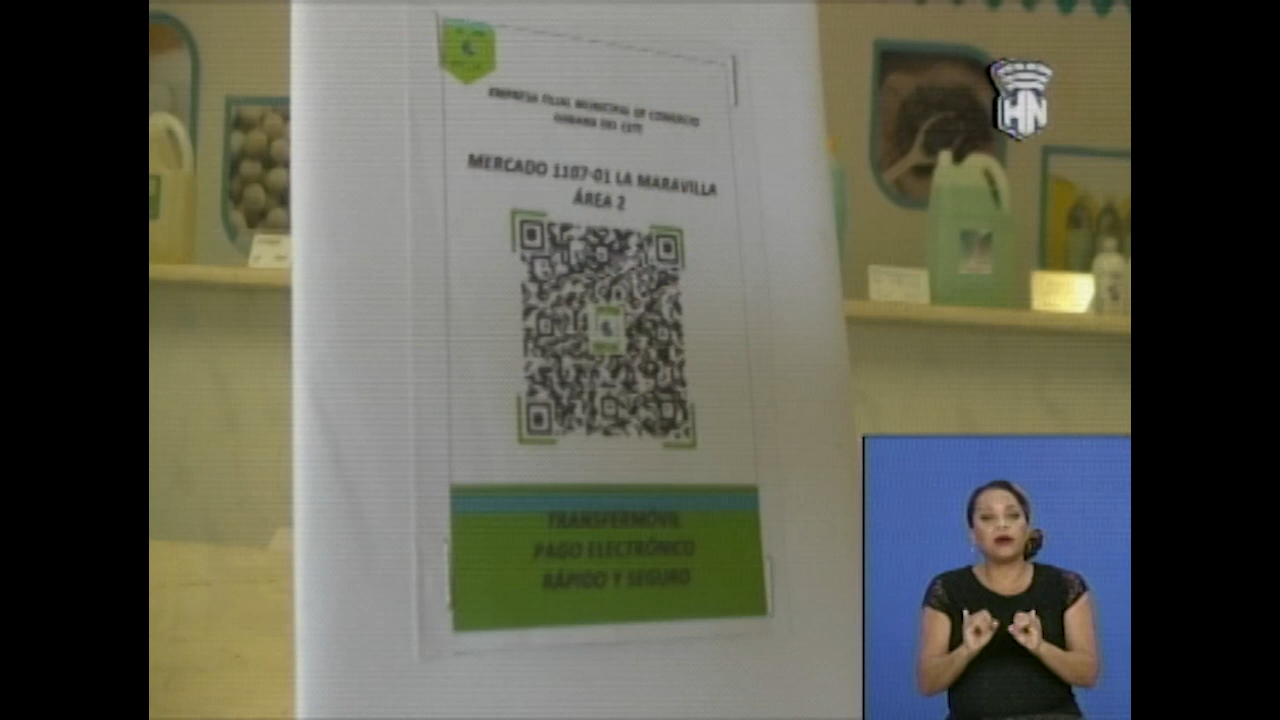 HN
EMPRESA FILIAL MUNICIPAL DE COMERCIO
HABANA DEL ESTE
MERCADO 1107-01 LA MARAVILLA
ÁREA 2
TRANSFERMÓVIL
PAGO ELECTRÓNICO
RÁPIDO Y SEGURO